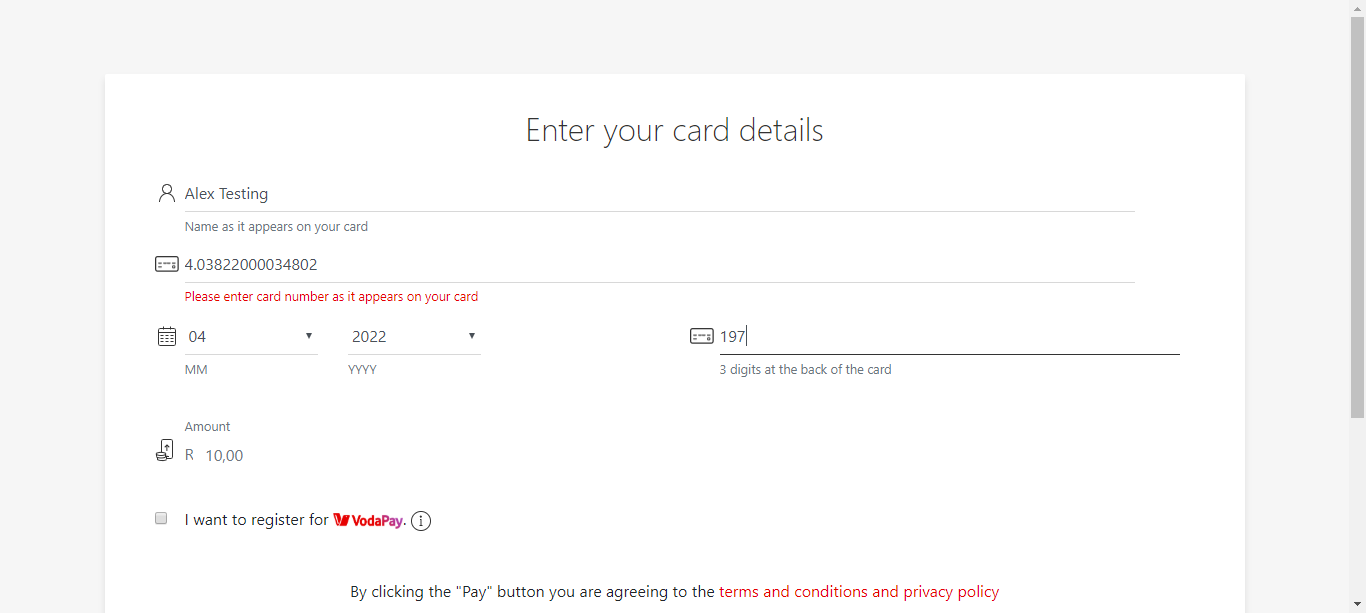 Enter your card details
Alex Testing
Name as it appears on your card
4.03822000034802
Please enter card number as it appears on your card
04 2022 197
MM YYYY 3 digits at the back of the card
Amount
R 10,00
I want to register for VodaPay.
By clicking the "Pay" button you are agreeing to the terms and conditions and privacy policy